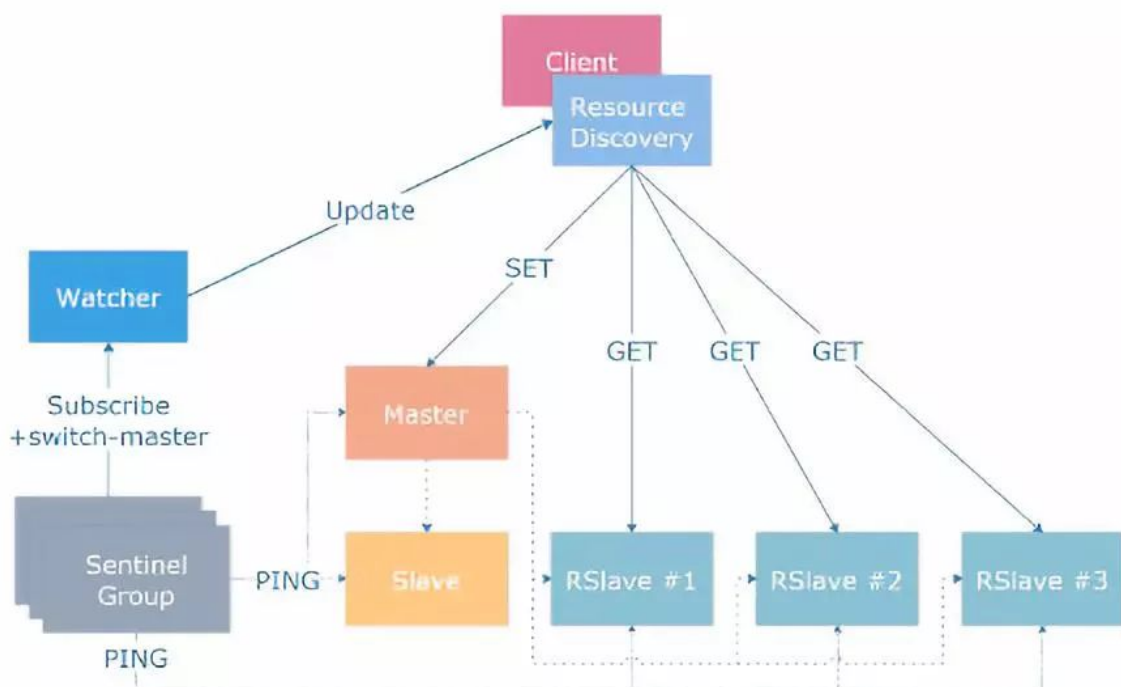 Client
Resource
Discovery
Update
SET
Watcher
GET
GET
GET
Subscribe
+switch-master
Master
Sentinel
Group
PING
Slave
RSlave #1
RSlave #2
RSlave #3
PING